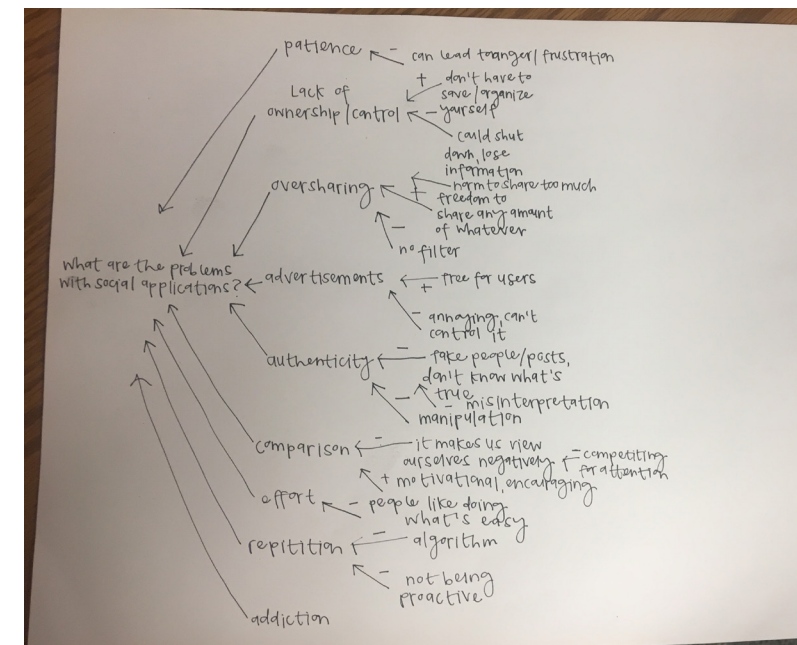 patience
- can lead to anger/frustration
Lack of
ownership/control
+ don't have to
save/organize
- yourself
could shut
down, lose
information
oversharing
norm to share too much
+ freedom to
share any amount
of whatever
-
no filter
What are the problems
with social applications?
advertisements
+ free for users
- annoying, can't
control it
authenticity
- fake people/posts,
don't know what's
true
- misinterpretation
- manipulation
comparison
- it makes us view
ourselves negatively
- competiting
for attention
+ motivational, encouraging
effort
- people like doing
what's easy
repitition
- algorithm
- not being
proactive
addiction